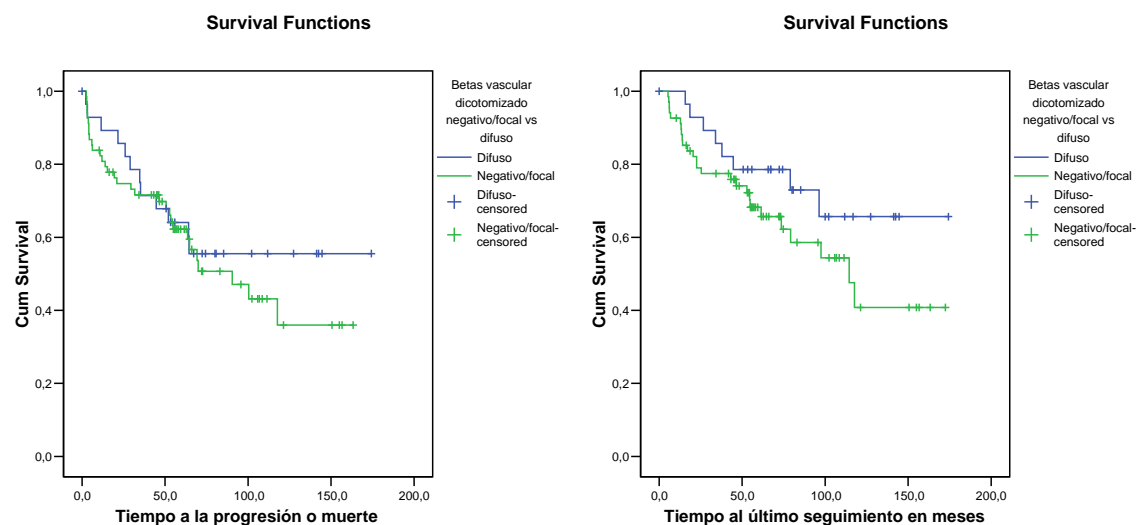 Survival Functions
Cum Survival
1,0
0,8
0,6
0,4
0,2
0,0
0,0
50,0
100,0
150,0
200,0
Tiempo a la progresión o muerte
Betas vascular
dicotomizado
negativo/focal vs
difuso
Difuso
Negativo/focal
Difuso-
censored
Negativo/focal-
censored
Survival Functions
Cum Survival
1,0
0,8
0,6
0,4
0,2
0,0
0,0
50,0
100,0
150,0
200,0
Tiempo al último seguimiento en meses
Betas vascular
dicotomizado
negativo/focal vs
difuso
Difuso
Negativo/focal
Difuso-
censored
Negativo/focal-
censored